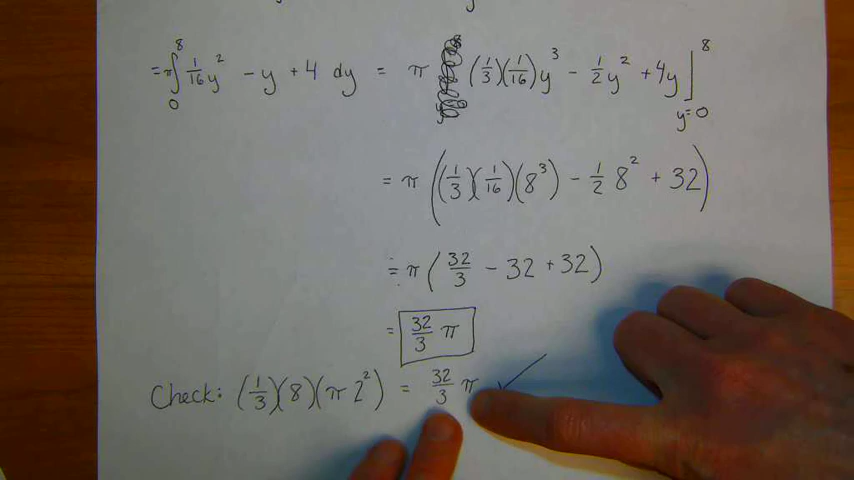 = π∫₀⁸ 1/16 y² - y + 4 dy = π (1/3)(1/16)y³ - 1/2 y² + 4y |⁸ y=0
= π((1/3)(1/16)(8³) - 1/2 8² + 32)
= π(32/3 - 32 + 32)
= 32/3 π
Check: (1/3)(8)(π 2²) = 32/3 π ✓